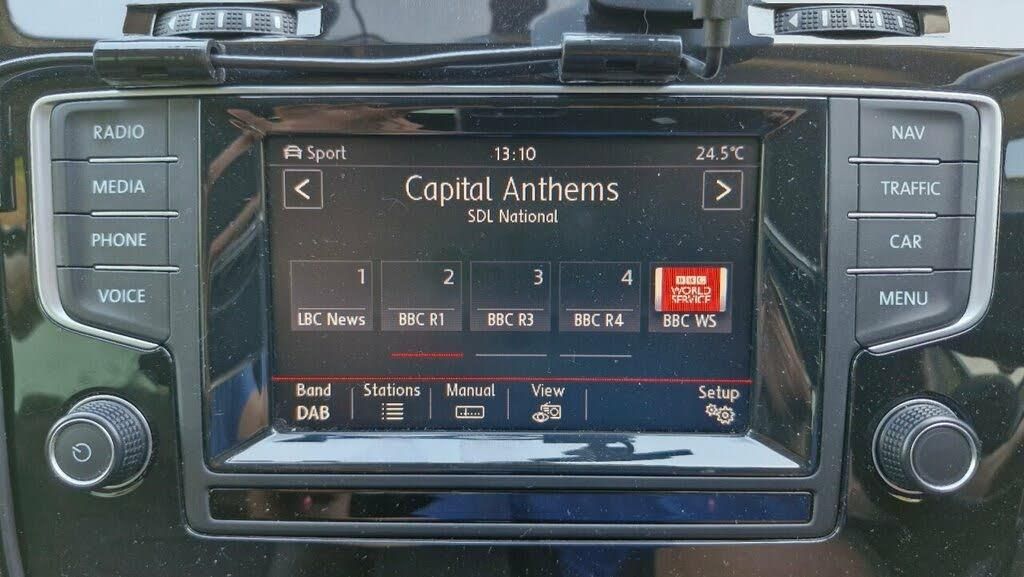 RADIO
MEDIA
PHONE
VOICE
Sport 13:10 24.5°C
< Capital Anthems >
SDL National
1 2 3 4
BBC
WORLD
SERVICE
LBC News BBC R1 BBC R3 BBC R4 BBC WS
Band Stations Manual View Setup
DAB
NAV
TRAFFIC
CAR
MENU